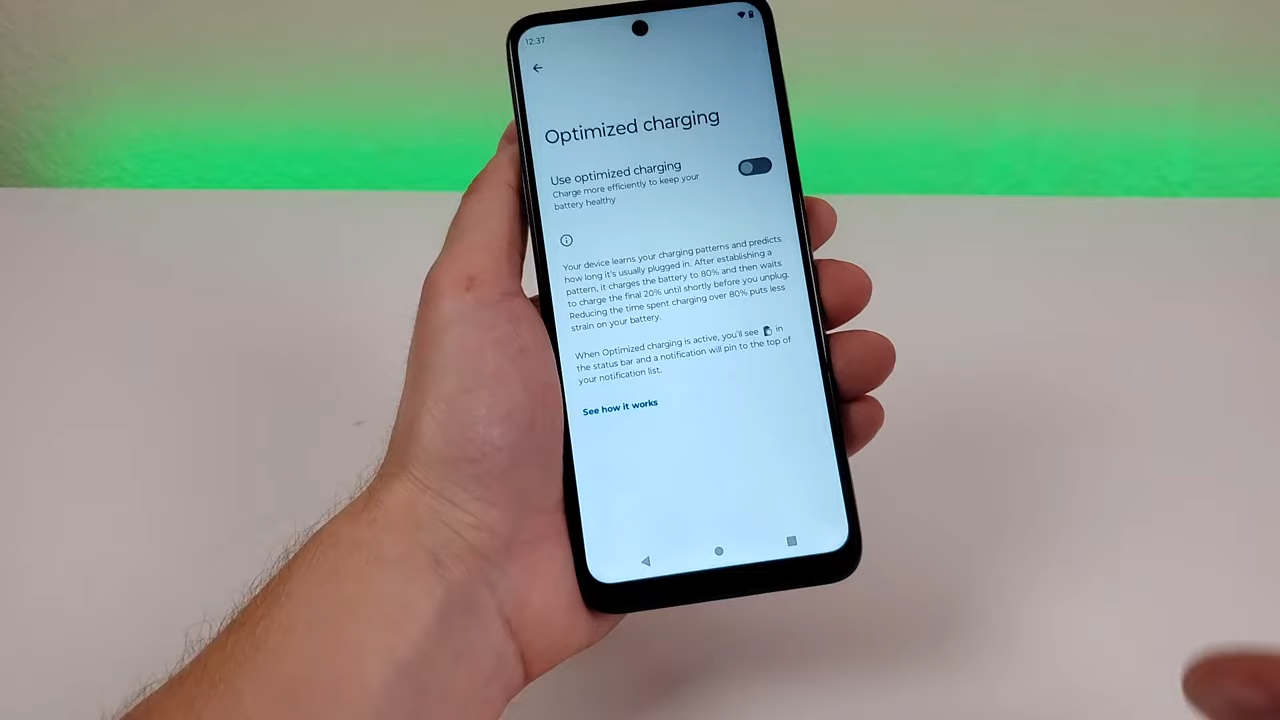 12:37
Optimized charging
Use optimized charging
Charge more efficiently to keep your
battery healthy
Your device learns your charging patterns and predicts
how long it's usually plugged in. After establishing a
pattern, it charges the battery to 80% and then waits
to charge the final 20% until shortly before you unplug.
Reducing the time spent charging over 80% puts less
strain on your battery.
When Optimized charging is active, you'll see in
the status bar and a notification will pin to the top of
your notification list.
See how it works